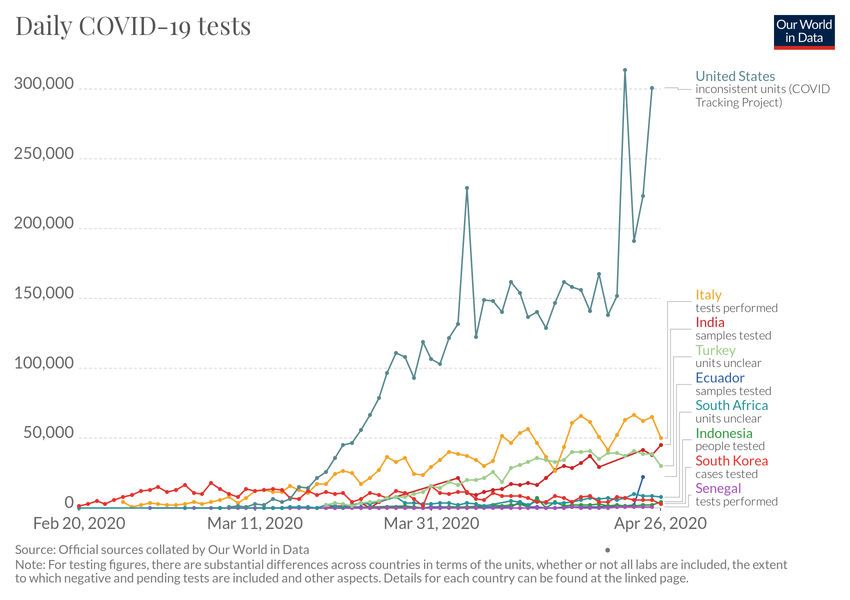 Daily COVID-19 tests
Our World
in Data
300,000
250,000
200,000
150,000
100,000
50,000
0
Feb 20, 2020
Mar 11, 2020
Mar 31, 2020
Apr 26, 2020
United States
inconsistent units (COVID
Tracking Project)
Italy
tests performed
India
samples tested
Turkey
units unclear
Ecuador
samples tested
South Africa
units unclear
Indonesia
people tested
South Korea
cases tested
Senegal
tests performed
Source: Official sources collated by Our World in Data
Note: For testing figures, there are substantial differences across countries in terms of the units, whether or not all labs are included, the extent
to which negative and pending tests are included and other aspects. Details for each country can be found at the linked page.